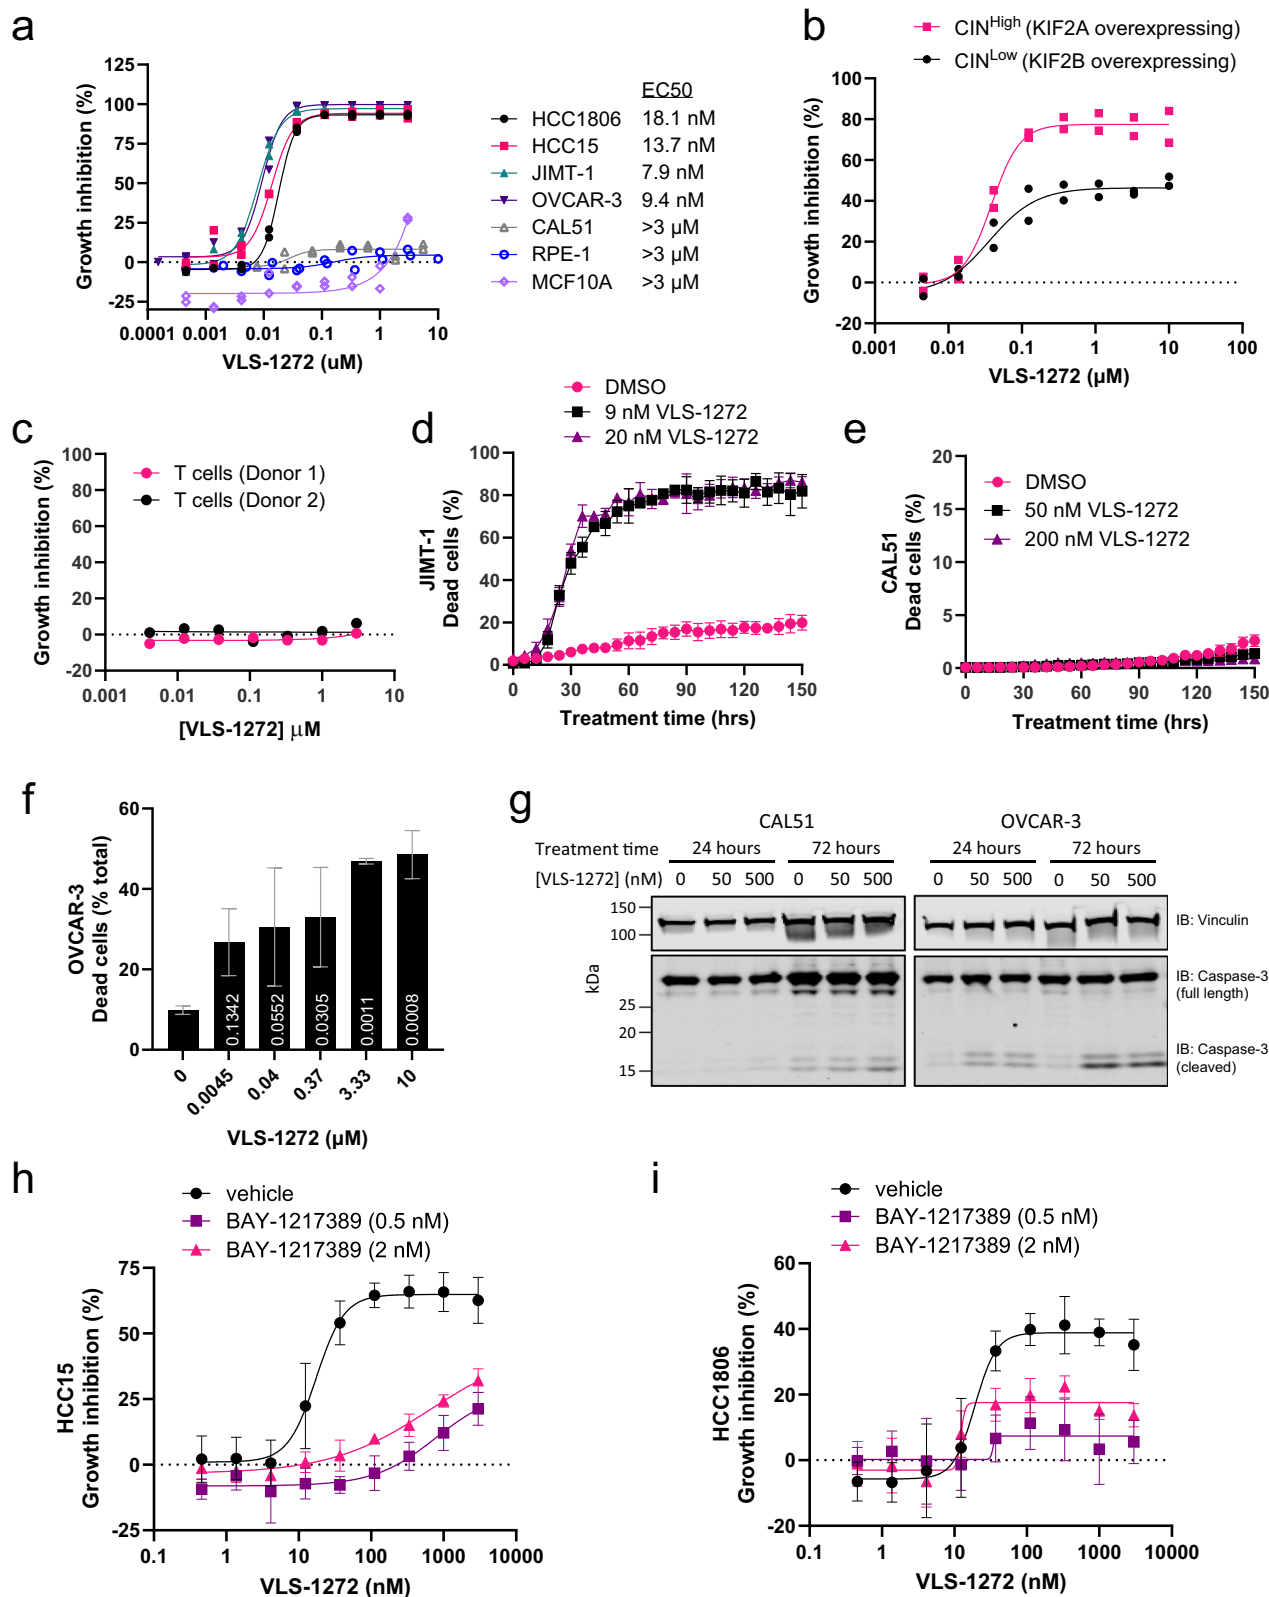 a
Growth inhibition (%)
125
100
75
50
25
0
-25
0.0001 0.001 0.01 0.1 1 10
VLS-1272 (uM)
EC50
HCC1806 18.1 nM
HCC15 13.7 nM
JIMT-1 7.9 nM
OVCAR-3 9.4 nM
CAL51 >3 µM
RPE-1 >3 µM
MCF10A >3 µM
b
CINHigh (KIF2A overexpressing)
CINLow (KIF2B overexpressing)
Growth inhibition (%)
100
80
60
40
20
0
-20
0.001 0.01 0.1 1 10 100
VLS-1272 (µM)
c
T cells (Donor 1)
T cells (Donor 2)
Growth inhibition (%)
100
80
60
40
20
0
-20
0.001 0.01 0.1 1 10
[VLS-1272] µM
d
DMSO
9 nM VLS-1272
20 nM VLS-1272
JIMT-1
Dead cells (%)
100
80
60
40
20
0
0 30 60 90 120 150
Treatment time (hrs)
e
DMSO
50 nM VLS-1272
200 nM VLS-1272
CAL51
Dead cells (%)
20
15
10
5
0
0 30 60 90 120 150
Treatment time (hrs)
f
OVCAR-3
Dead cells (% total)
60
40
20
0
0.1342
0.0552
0.0305
0.0011
0.0008
0 0.0045 0.04 0.37 3.33 10
VLS-1272 (µM)
g
CAL51 OVCAR-3
Treatment time 24 hours 72 hours 24 hours 72 hours
[VLS-1272] (nM) 0 50 500 0 50 500 0 50 500 0 50 500
kDa
150
100
25
20
15
IB: Vinculin
IB: Caspase-3
(full length)
IB: Caspase-3
(cleaved)
h
vehicle
BAY-1217389 (0.5 nM)
BAY-1217389 (2 nM)
HCC15
Growth inhibition (%)
75
50
25
0
-25
0.1 1 10 100 1000 10000
VLS-1272 (nM)
i
vehicle
BAY-1217389 (0.5 nM)
BAY-1217389 (2 nM)
HCC1806
Growth inhibition (%)
60
40
20
0
-20
0.1 1 10 100 1000 10000
VLS-1272 (nM)